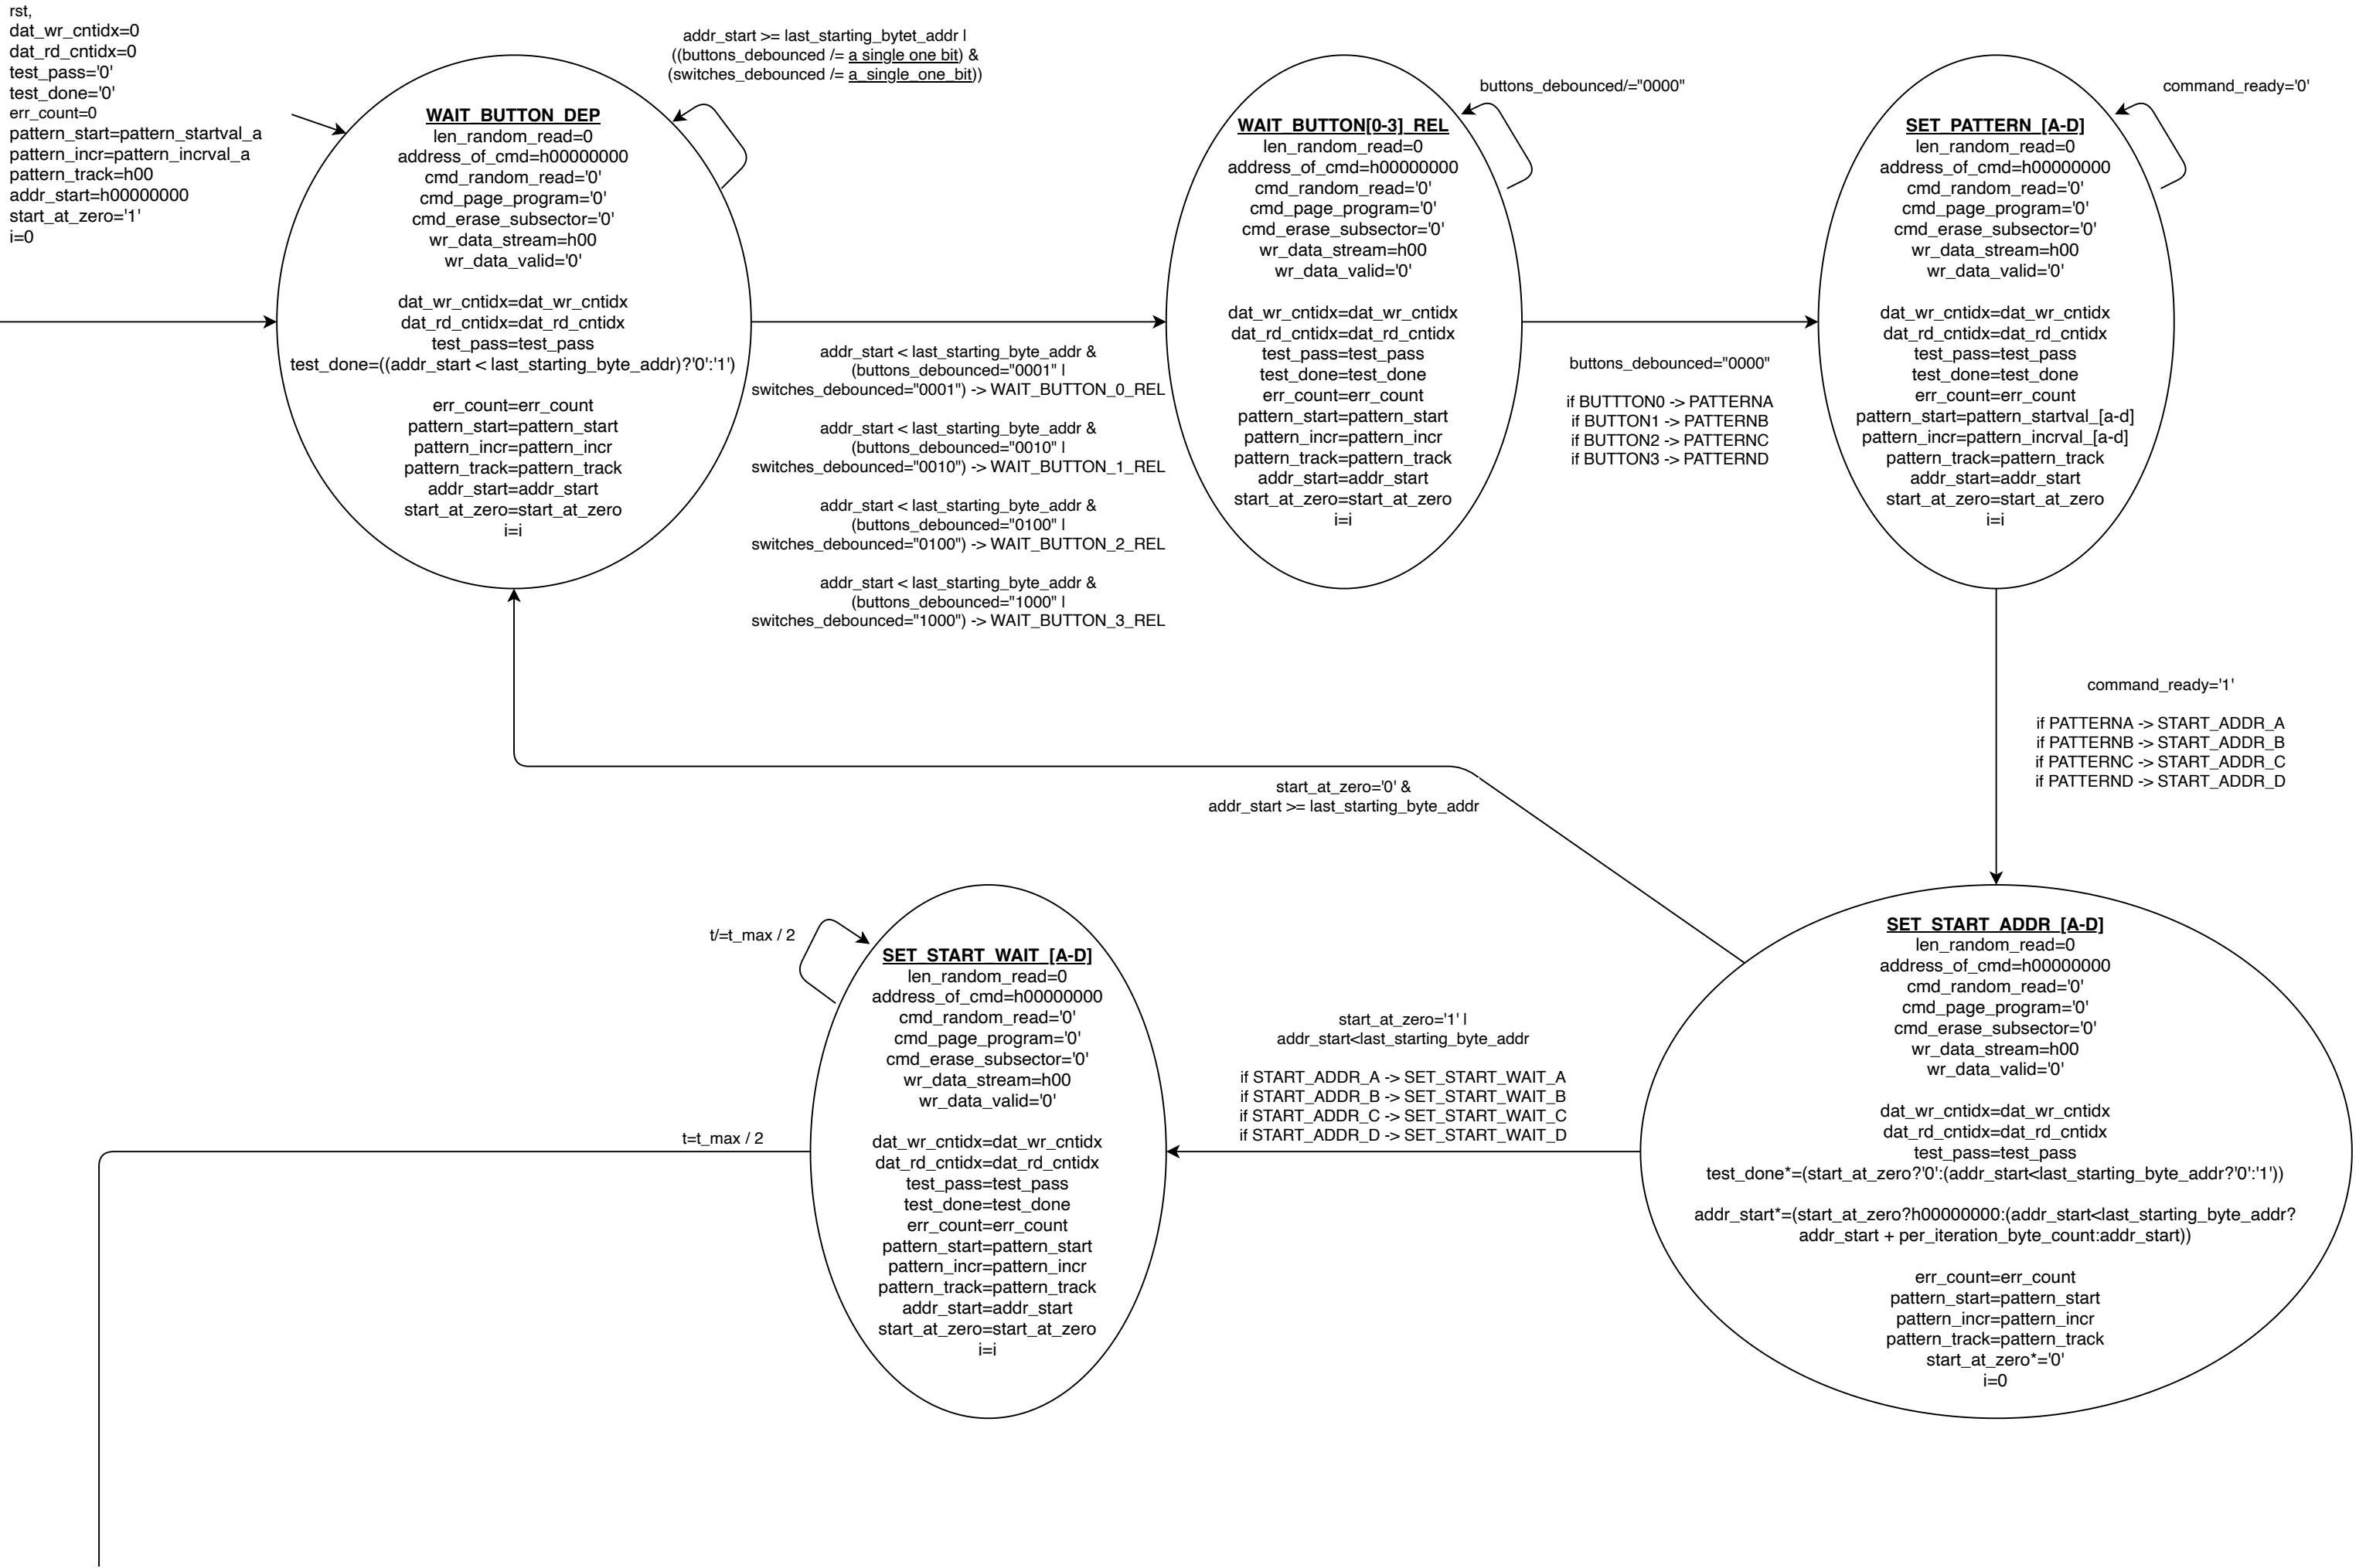 rst,
dat_wr_cntidx=0
dat_rd_cntidx=0
test_pass='0'
test_done='0'
err_count=0
pattern_start=pattern_startval_a
pattern_incr=pattern_incrval_a
pattern_track=h00
addr_start=h00000000
start_at_zero='1'
i=0
WAIT_BUTTON_DEP
len_random_read=0
address_of_cmd=h00000000
cmd_random_read='0'
cmd_page_program='0'
cmd_erase_subsector='0'
wr_data_stream=h00
wr_data_valid='0'
dat_wr_cntidx=dat_wr_cntidx
dat_rd_cntidx=dat_rd_cntidx
test_pass=test_pass
test_done=((addr_start < last_starting_byte_addr)?'0':'1')
err_count=err_count
pattern_start=pattern_start
pattern_incr=pattern_incr
pattern_track=pattern_track
addr_start=addr_start
start_at_zero=start_at_zero
i=i
addr_start >= last_starting_bytet_addr |
((buttons_debounced /= a single one bit) &
(switches_debounced /= a_single_one_bit))
addr_start < last_starting_byte_addr &
(buttons_debounced="0001" |
switches_debounced="0001") -> WAIT_BUTTON_0_REL
addr_start < last_starting_byte_addr &
(buttons_debounced="0010" |
switches_debounced="0010") -> WAIT_BUTTON_1_REL
addr_start < last_starting_byte_addr &
(buttons_debounced="0100" |
switches_debounced="0100") -> WAIT_BUTTON_2_REL
addr_start < last_starting_byte_addr &
(buttons_debounced="1000" |
switches_debounced="1000") -> WAIT_BUTTON_3_REL
WAIT_BUTTON[0-3]_REL
len_random_read=0
address_of_cmd=h00000000
cmd_random_read='0'
cmd_page_program='0'
cmd_erase_subsector='0'
wr_data_stream=h00
wr_data_valid='0'
dat_wr_cntidx=dat_wr_cntidx
dat_rd_cntidx=dat_rd_cntidx
test_pass=test_pass
test_done=test_done
err_count=err_count
pattern_start=pattern_start
pattern_incr=pattern_incr
pattern_track=pattern_track
addr_start=addr_start
start_at_zero=start_at_zero
i=i
buttons_debounced/="0000"
buttons_debounced="0000"
if BUTTTON0 -> PATTERNA
if BUTTON1 -> PATTERNB
if BUTTON2 -> PATTERNC
if BUTTON3 -> PATTERND
SET_PATTERN_[A-D]
len_random_read=0
address_of_cmd=h00000000
cmd_random_read='0'
cmd_page_program='0'
cmd_erase_subsector='0'
wr_data_stream=h00
wr_data_valid='0'
dat_wr_cntidx=dat_wr_cntidx
dat_rd_cntidx=dat_rd_cntidx
test_pass=test_pass
test_done=test_done
err_count=err_count
pattern_start=pattern_startval_[a-d]
pattern_incr=pattern_incrval_[a-d]
pattern_track=pattern_track
addr_start=addr_start
start_at_zero=start_at_zero
i=i
command_ready='0'
command_ready='1'
if PATTERNA -> START_ADDR_A
if PATTERNB -> START_ADDR_B
if PATTERNC -> START_ADDR_C
if PATTERND -> START_ADDR_D
start_at_zero='0' &
addr_start >= last_starting_byte_addr
SET_START_ADDR_[A-D]
len_random_read=0
address_of_cmd=h00000000
cmd_random_read='0'
cmd_page_program='0'
cmd_erase_subsector='0'
wr_data_stream=h00
wr_data_valid='0'
dat_wr_cntidx=dat_wr_cntidx
dat_rd_cntidx=dat_rd_cntidx
test_pass=test_pass
test_done*=(start_at_zero?'0':(addr_start<last_starting_byte_addr?'0':'1'))
addr_start*=(start_at_zero?h00000000:(addr_start<last_starting_byte_addr?
addr_start + per_iteration_byte_count:addr_start))
err_count=err_count
pattern_start=pattern_start
pattern_incr=pattern_incr
pattern_track=pattern_track
start_at_zero*='0'
i=0
start_at_zero='1' |
addr_start<last_starting_byte_addr
if START_ADDR_A -> SET_START_WAIT_A
if START_ADDR_B -> SET_START_WAIT_B
if START_ADDR_C -> SET_START_WAIT_C
if START_ADDR_D -> SET_START_WAIT_D
t/=t_max / 2
SET_START_WAIT_[A-D]
len_random_read=0
address_of_cmd=h00000000
cmd_random_read='0'
cmd_page_program='0'
cmd_erase_subsector='0'
wr_data_stream=h00
wr_data_valid='0'
dat_wr_cntidx=dat_wr_cntidx
dat_rd_cntidx=dat_rd_cntidx
test_pass=test_pass
test_done=test_done
err_count=err_count
pattern_start=pattern_start
pattern_incr=pattern_incr
pattern_track=pattern_track
addr_start=addr_start
start_at_zero=start_at_zero
i=i
t=t_max / 2